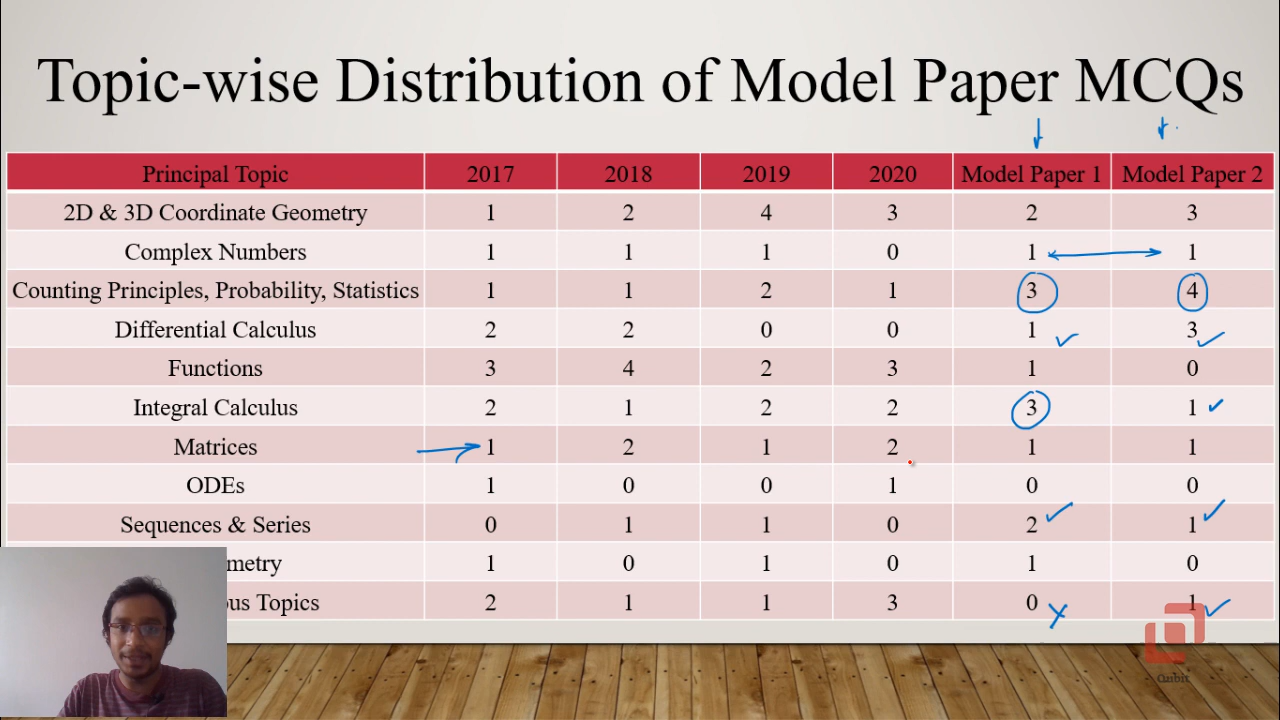 Topic-wise Distribution of Model Paper MCQs
Principal Topic 2017 2018 2019 2020 Model Paper 1 Model Paper 2
2D & 3D Coordinate Geometry 1 2 4 3 2 3
Complex Numbers 1 1 1 0 1 1
Counting Principles, Probability, Statistics 1 1 2 1 3 4
Differential Calculus 2 2 0 0 1 3
Functions 3 4 2 3 1 0
Integral Calculus 2 1 2 2 3 1
Matrices 1 2 1 2 1 1
ODEs 1 0 0 1 0 0
Sequences & Series 0 1 1 0 2 1
metry 1 0 1 0 1 0
ous Topics 2 1 1 3 0 1